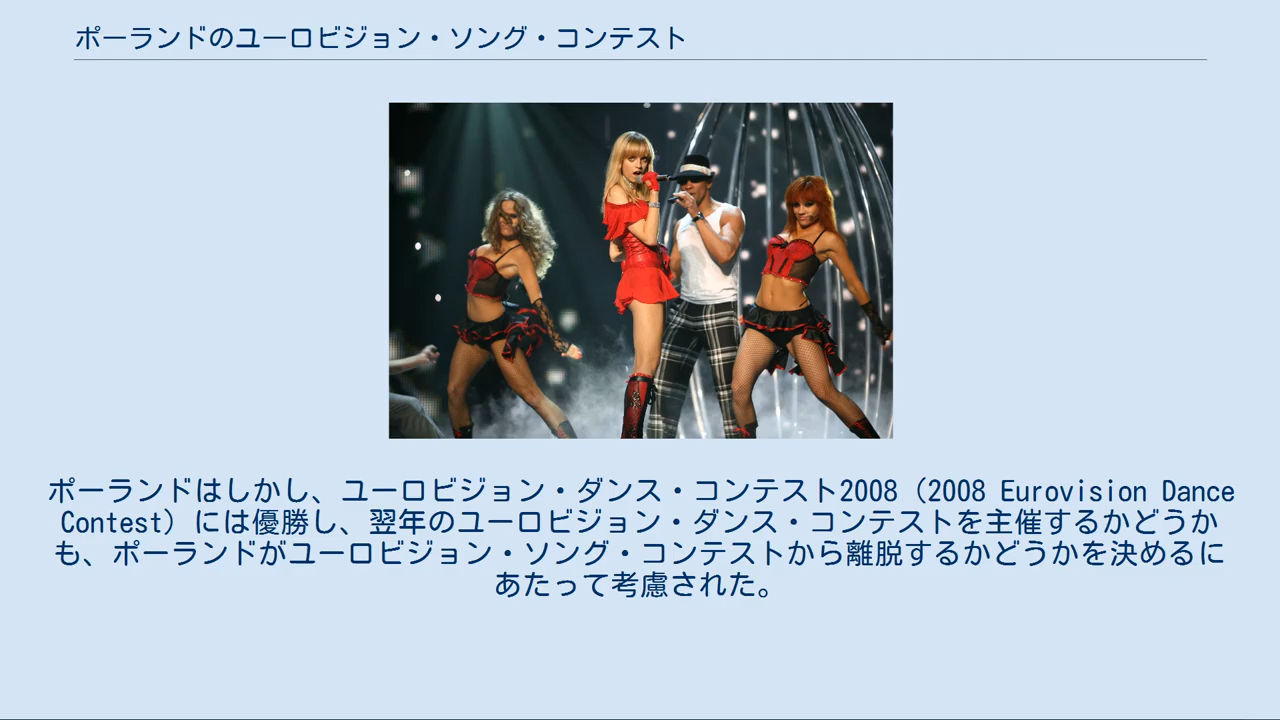 ポーランドのユーロビジョン・ソング・コンテスト
ポーランドはしかし、ユーロビジョン・ダンス・コンテスト2008（2008 Eurovision Dance
Contest）には優勝し、翌年のユーロビジョン・ダンス・コンテストを主催するかどうか
も、ポーランドがユーロビジョン・ソング・コンテストから離脱するかどうかを決めるに
あたって考慮された。